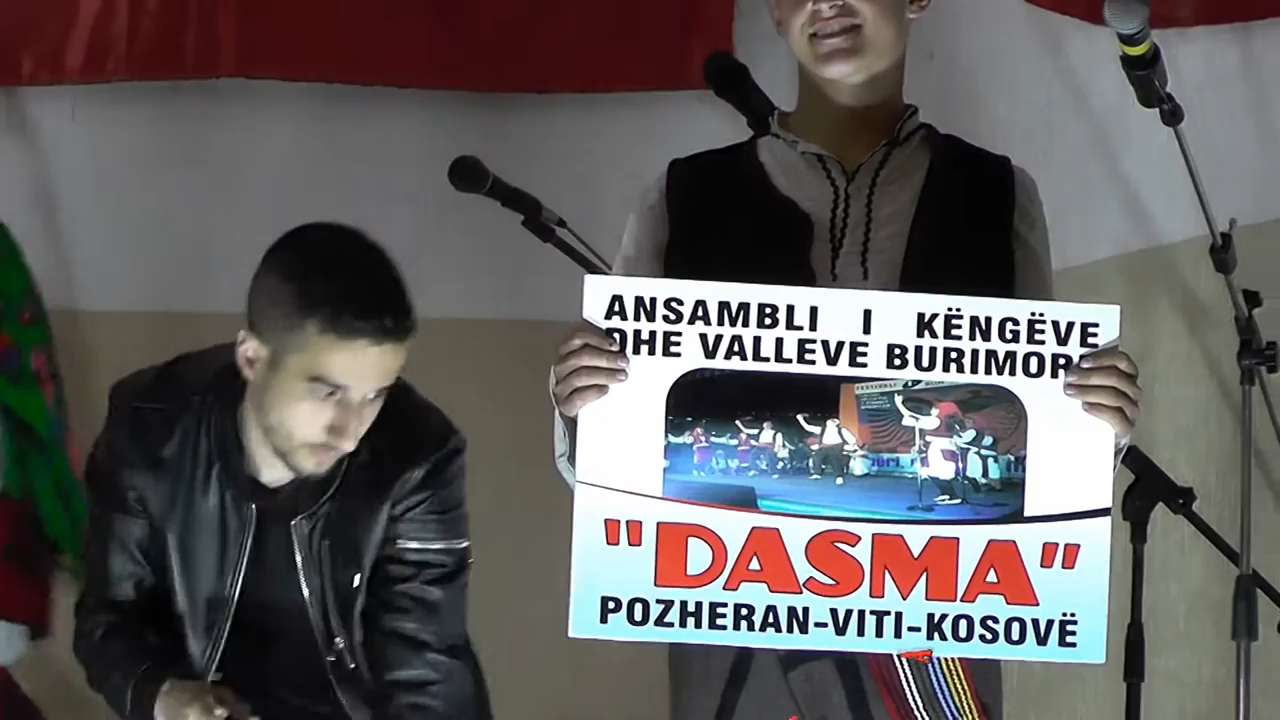 ANSAMBLI I KËNGËVE
DHE VALLEVE BURIMORE
"DASMA"
POZHERAN-VITI-KOSOVË